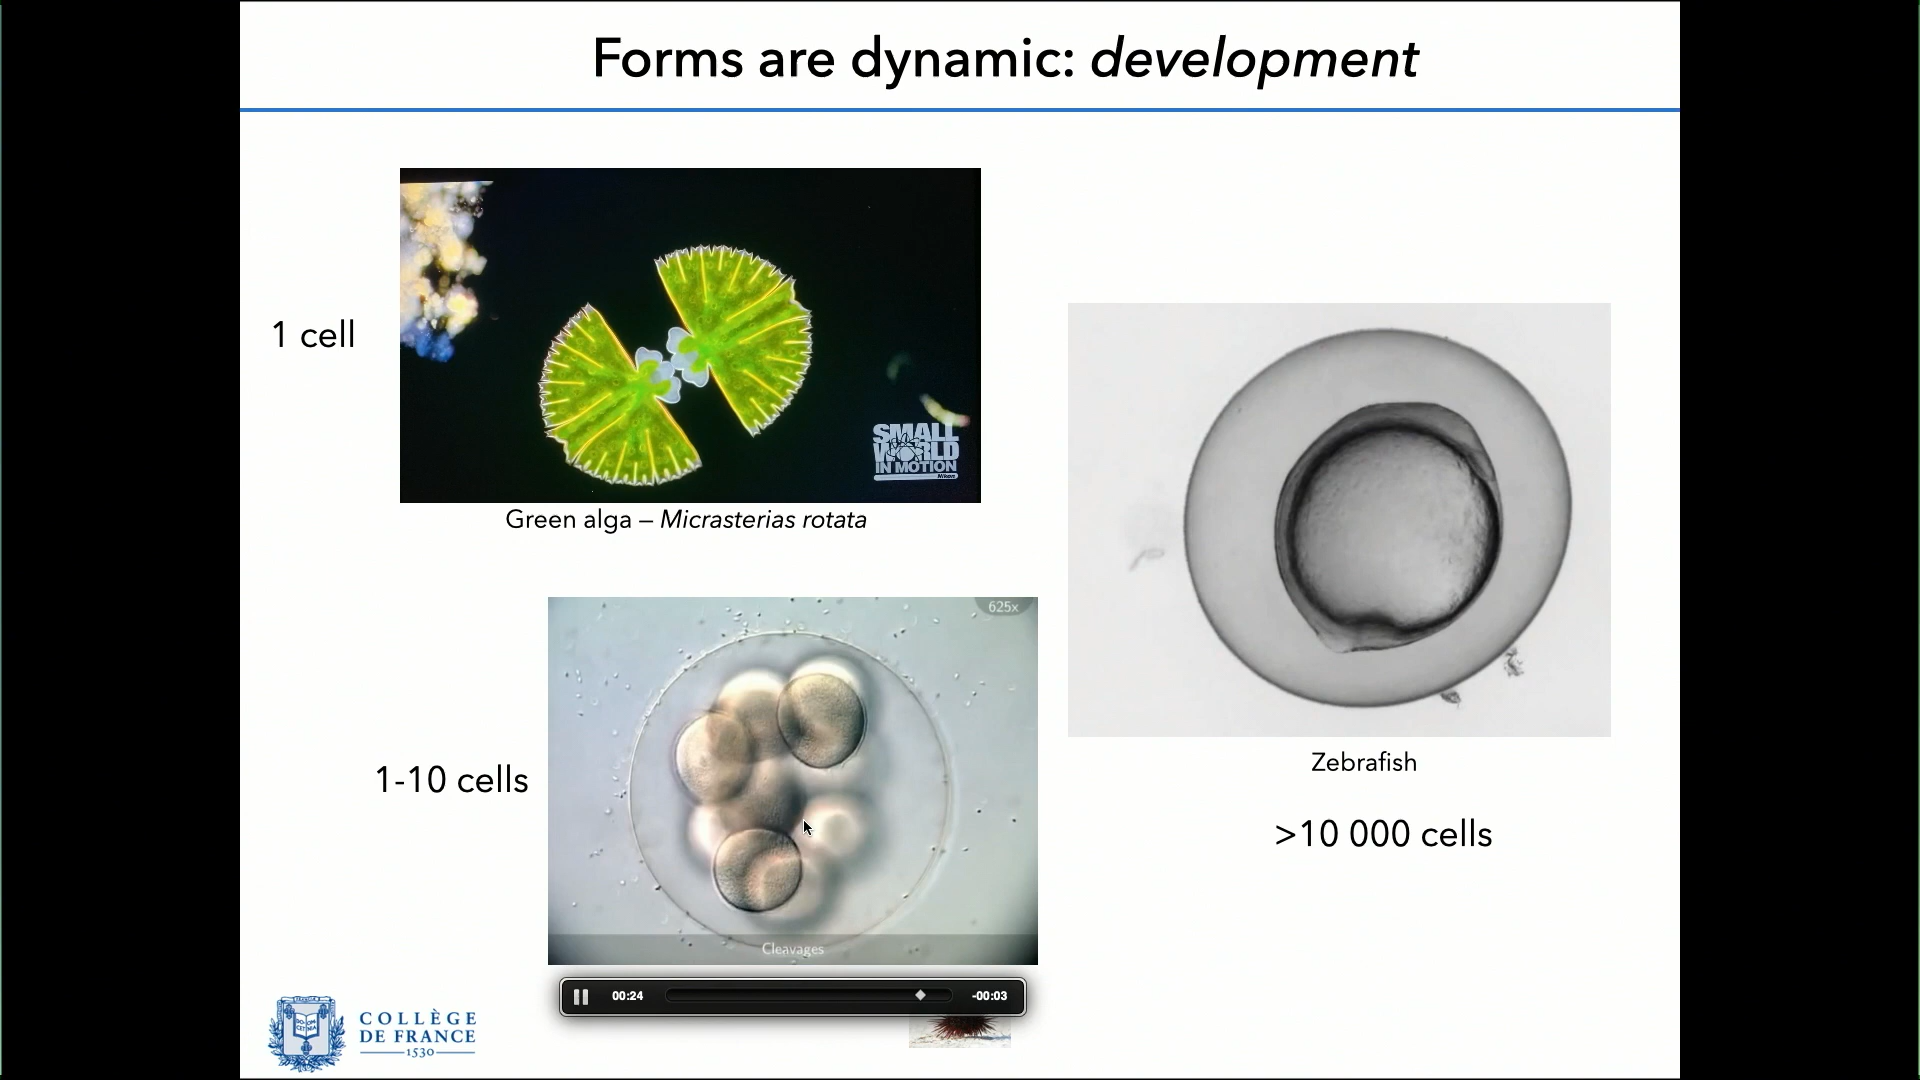 Forms are dynamic: development
1 cell
SMALL
WORLD
IN MOTION
Nikon
Green alga – Micrasterias rotata
625x
1-10 cells
Cleavages
00:24
-00:03
Zebrafish
>10 000 cells
COLLÈGE
DE FRANCE
1530